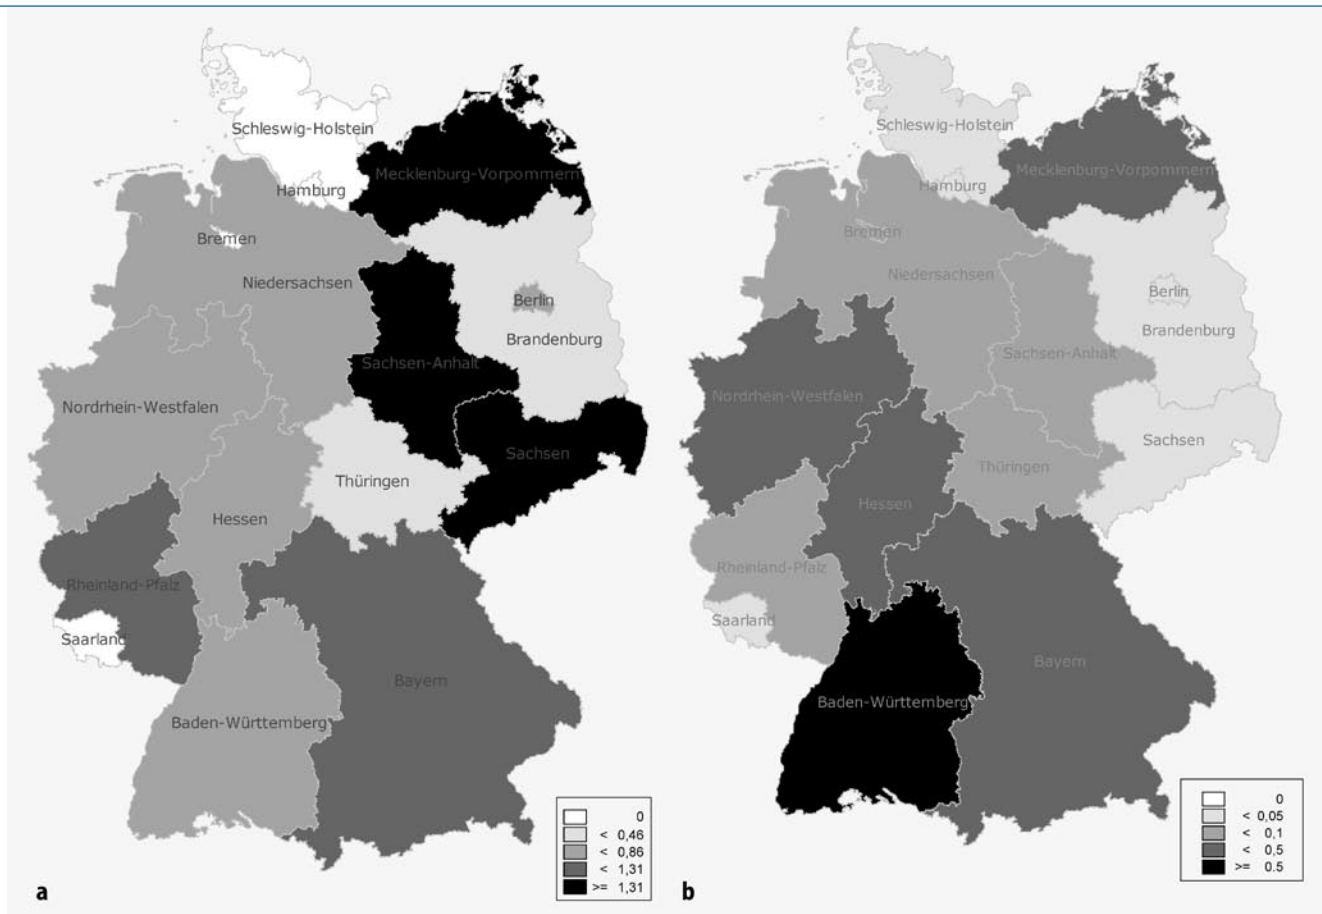 Schleswig-Holstein
Mecklenburg-Vorpommern
Hamburg
Bremen
Niedersachsen
Berlin
Brandenburg
Sachsen-Anhalt
Nordrhein-Westfalen
Sachsen
Thüringen
Hessen
Rheinland-Pfalz
Saarland
Bayern
Baden-Württemberg
0
< 0,46
< 0,86
< 1,31
>= 1,31
a
Schleswig-Holstein
Mecklenburg-Vorpommern
Hamburg
Bremen
Niedersachsen
Berlin
Brandenburg
Sachsen-Anhalt
Nordrhein-Westfalen
Sachsen
Thüringen
Hessen
Rheinland-Pfalz
Saarland
Bayern
Baden-Württemberg
0
< 0,05
< 0,1
< 0,5
>= 0.5
b